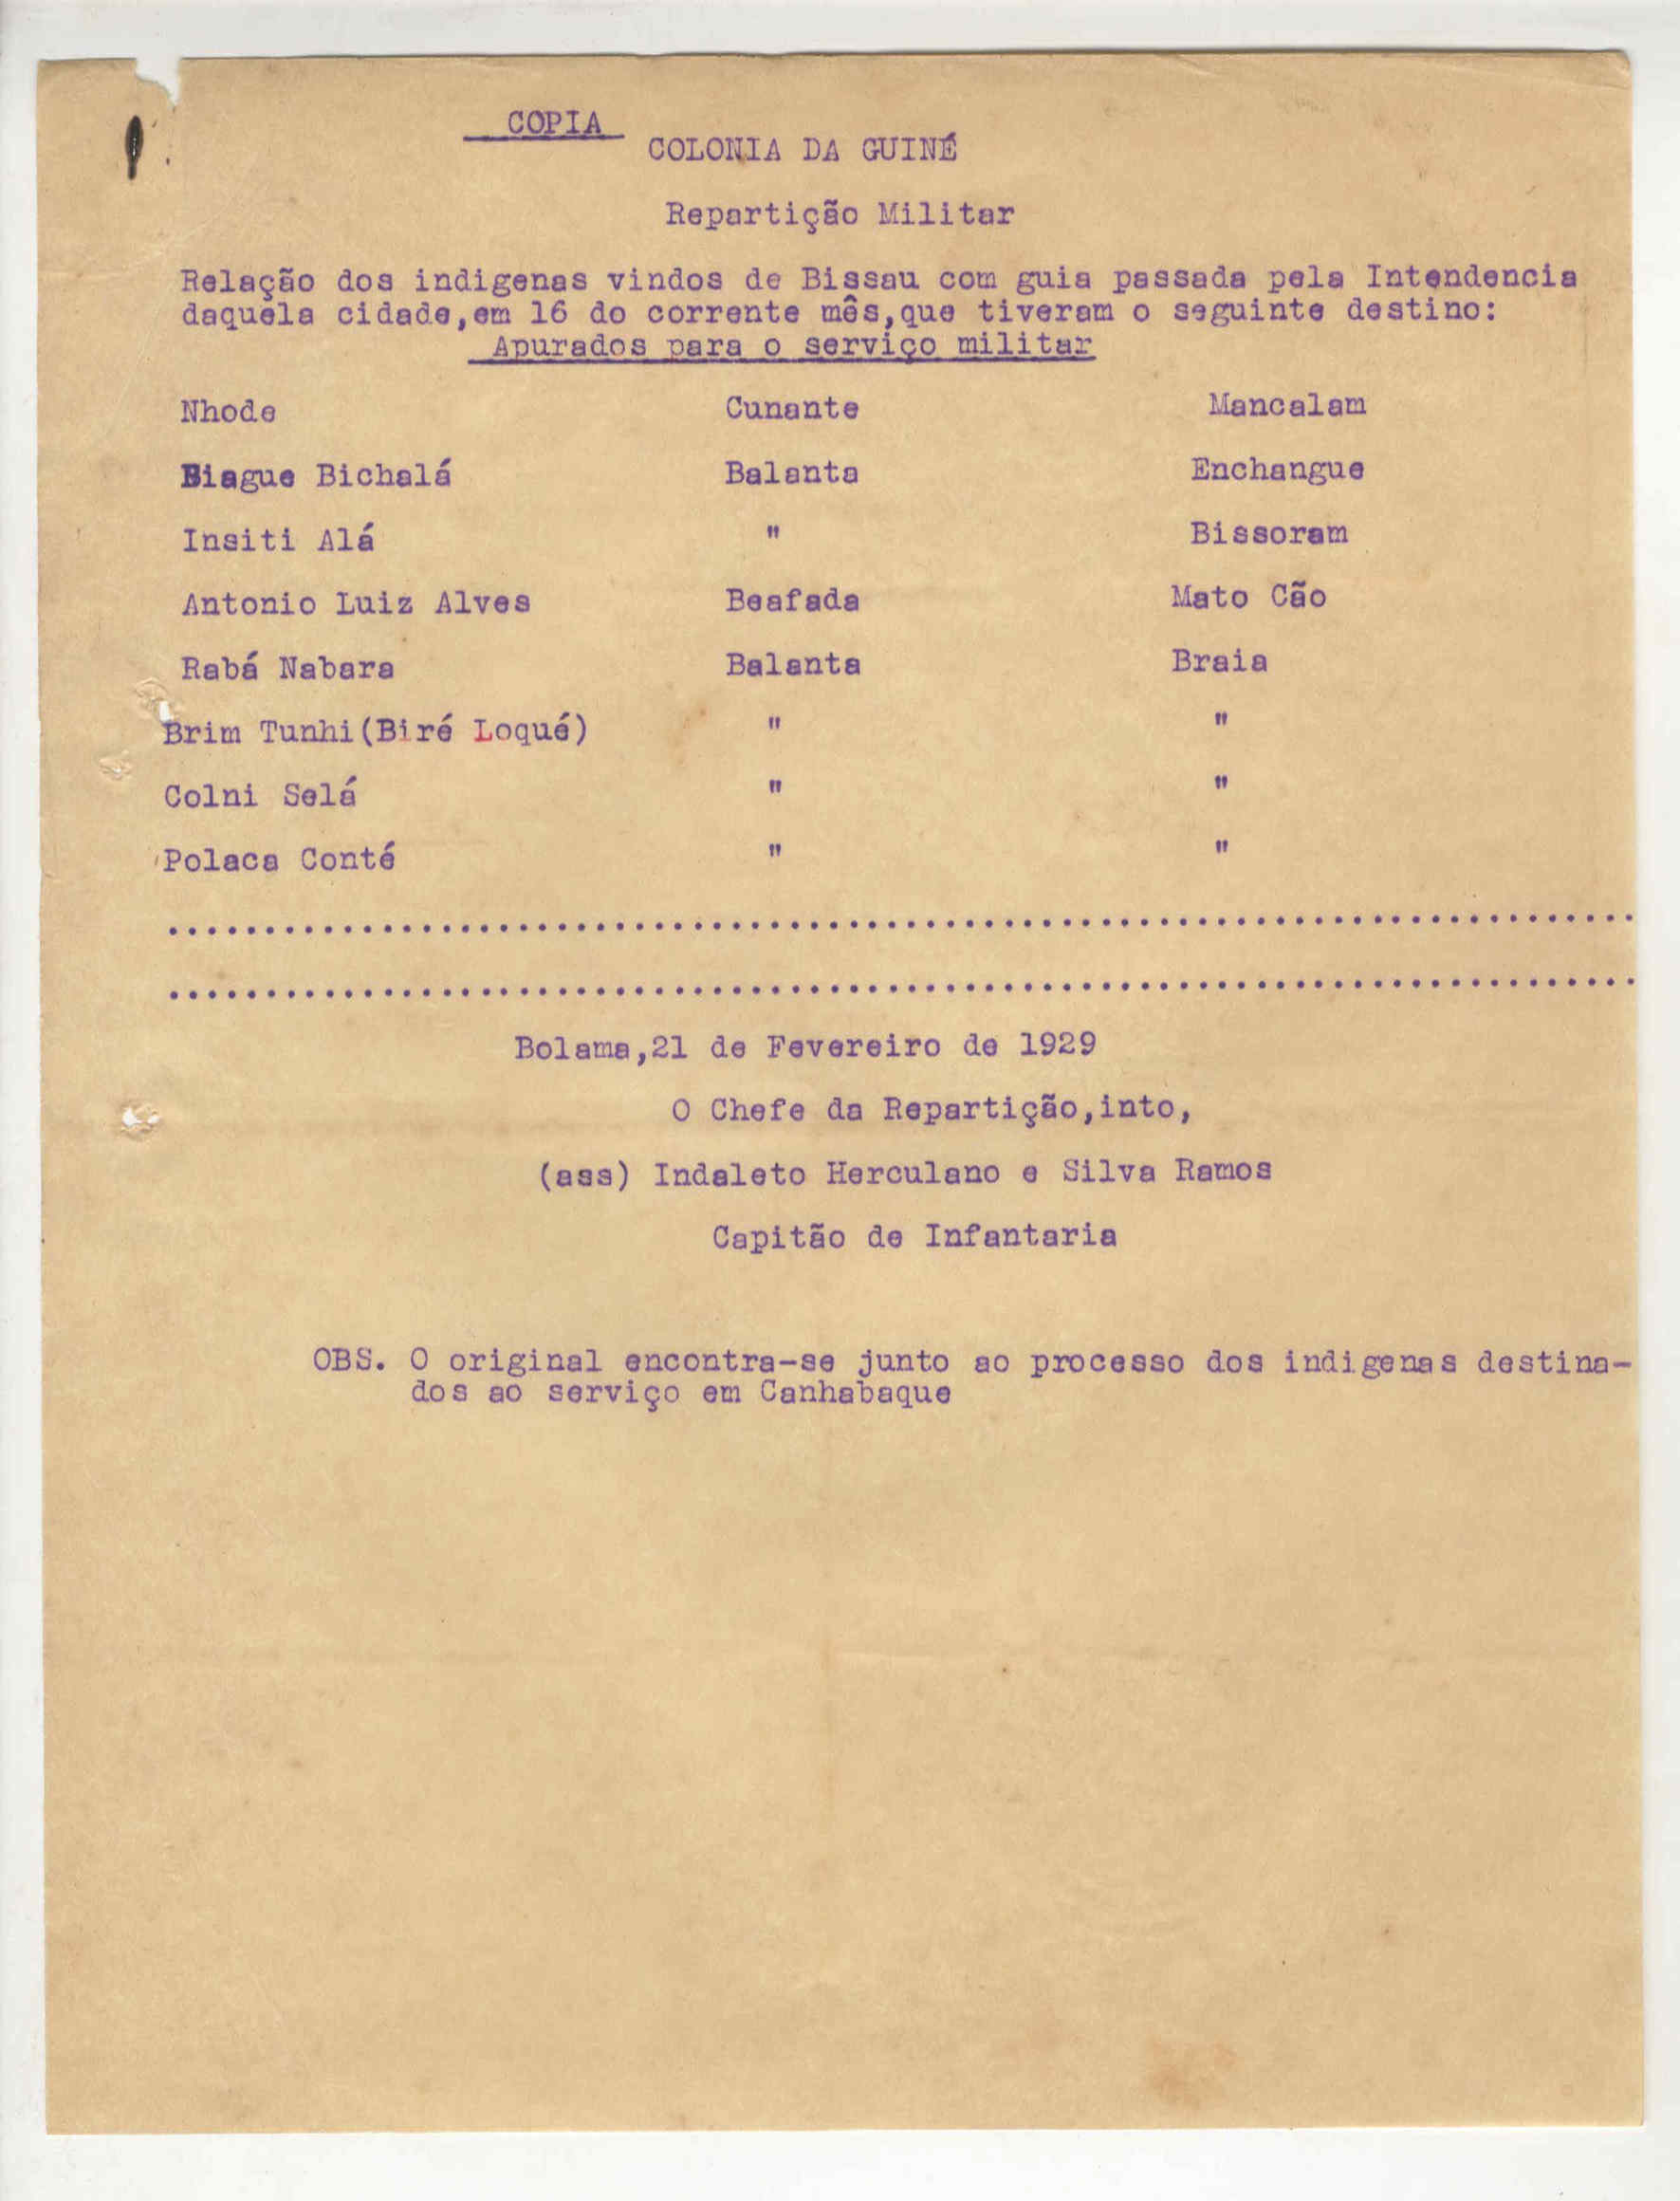 COPIA
COLONIA DA GUINÉ
Repartição Militar
Relação dos indigenas vindos de Bissau com guia passada pela Intendencia
daquela cidade,em 16 do corrente mês,que tiveram o seguinte destino:
Apurados para o serviço militar
Nhode Cunante Mancalam
Biague Bichalá Balanta Enchangue
Insiti Alá " Bissoram
Antonio Luiz Alves Beafada Mato Cão
Rabá Nabara Balanta Braia
Brim Tunhi(Biré Loqué) " "
Colni Selá " "
Polaca Conté " "
...........................................................................
...........................................................................
Bolama,21 de Fevereiro de 1929
O Chefe da Repartição,into,
(ass) Indaleto Herculano e Silva Ramos
Capitão de Infantaria
OBS. O original encontra-se junto ao processo dos indigenas destina-
dos ao serviço em Canhabaque